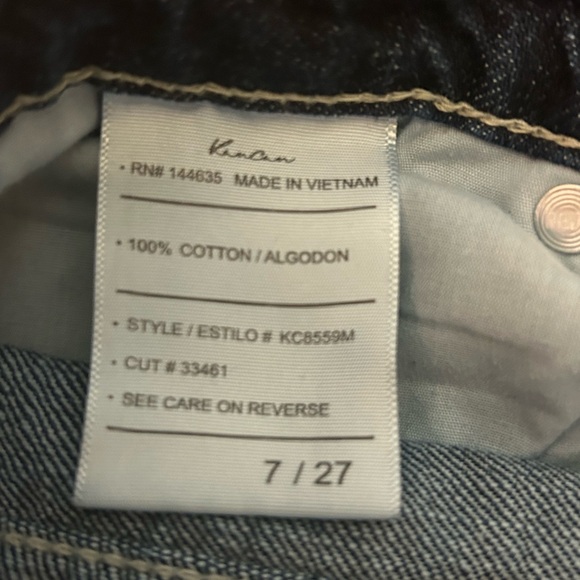 KanCan
• RN# 144635 MADE IN VIETNAM
• 100% COTTON / ALGODON
• STYLE / ESTILO # KC8559M
• CUT # 33461
• SEE CARE ON REVERSE
7 / 27